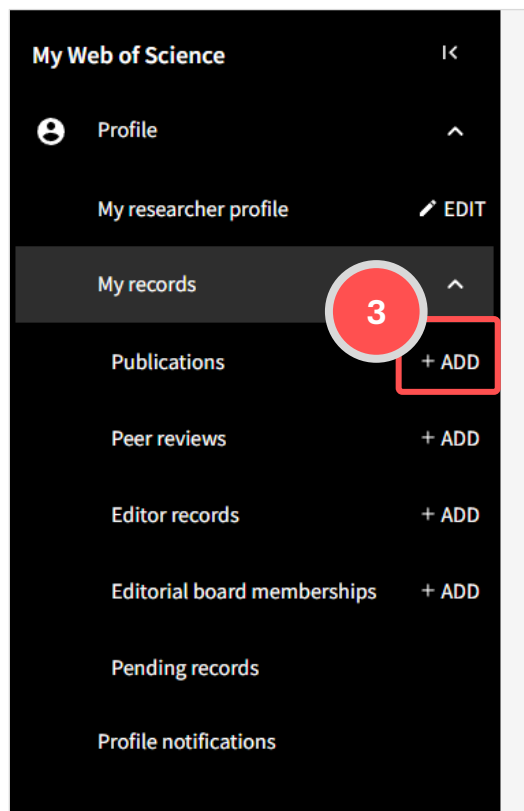 My Web of Science
Profile
My researcher profile EDIT
My records
3
Publications + ADD
Peer reviews + ADD
Editor records + ADD
Editorial board memberships + ADD
Pending records
Profile notifications